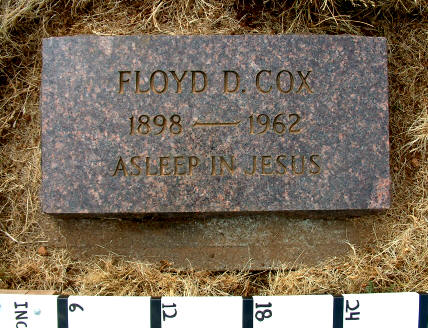 FLOYD D. COX
1898 — 1962
ASLEEP IN JESUS
INC 6 12 18 24